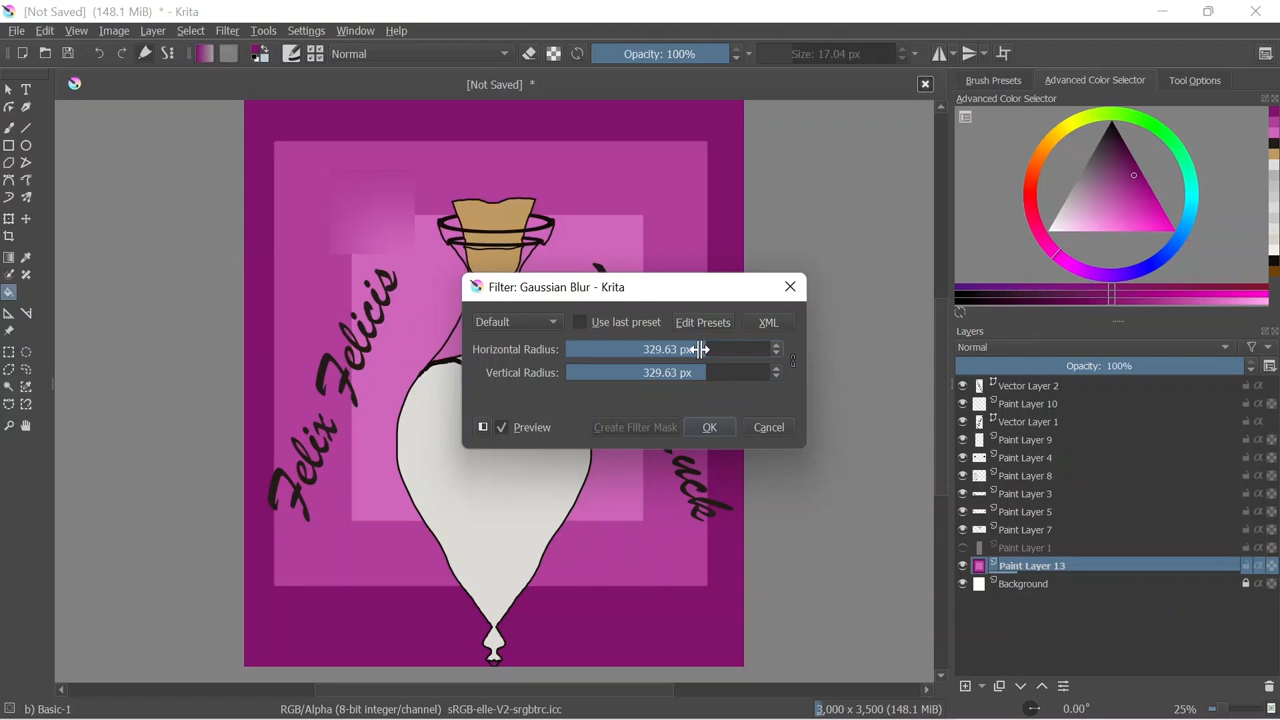 [Not Saved]  (148.1 MiB)  * - Krita
File Edit View Image Layer Select Filter Tools Settings Window Help
Normal
Opacity: 100%
Size: 17.04 px
[Not Saved]  *
Brush Presets Advanced Color Selector Tool Options
Advanced Color Selector
Felix Felicis
uck
Filter: Gaussian Blur - Krita
Default Use last preset Edit Presets XML
Horizontal Radius: 329.63 px
Vertical Radius: 329.63 px
Preview Create Filter Mask OK Cancel
Layers
Normal
Opacity: 100%
Vector Layer 2
Paint Layer 10
Vector Layer 1
Paint Layer 9
Paint Layer 4
Paint Layer 8
Paint Layer 3
Paint Layer 5
Paint Layer 7
Paint Layer 1
Paint Layer 13
Background
b) Basic-1
RGB/Alpha (8-bit integer/channel)  sRGB-elle-V2-srgbtrc.icc
3,000 x 3,500 (148.1 MiB)
0.00°
25%